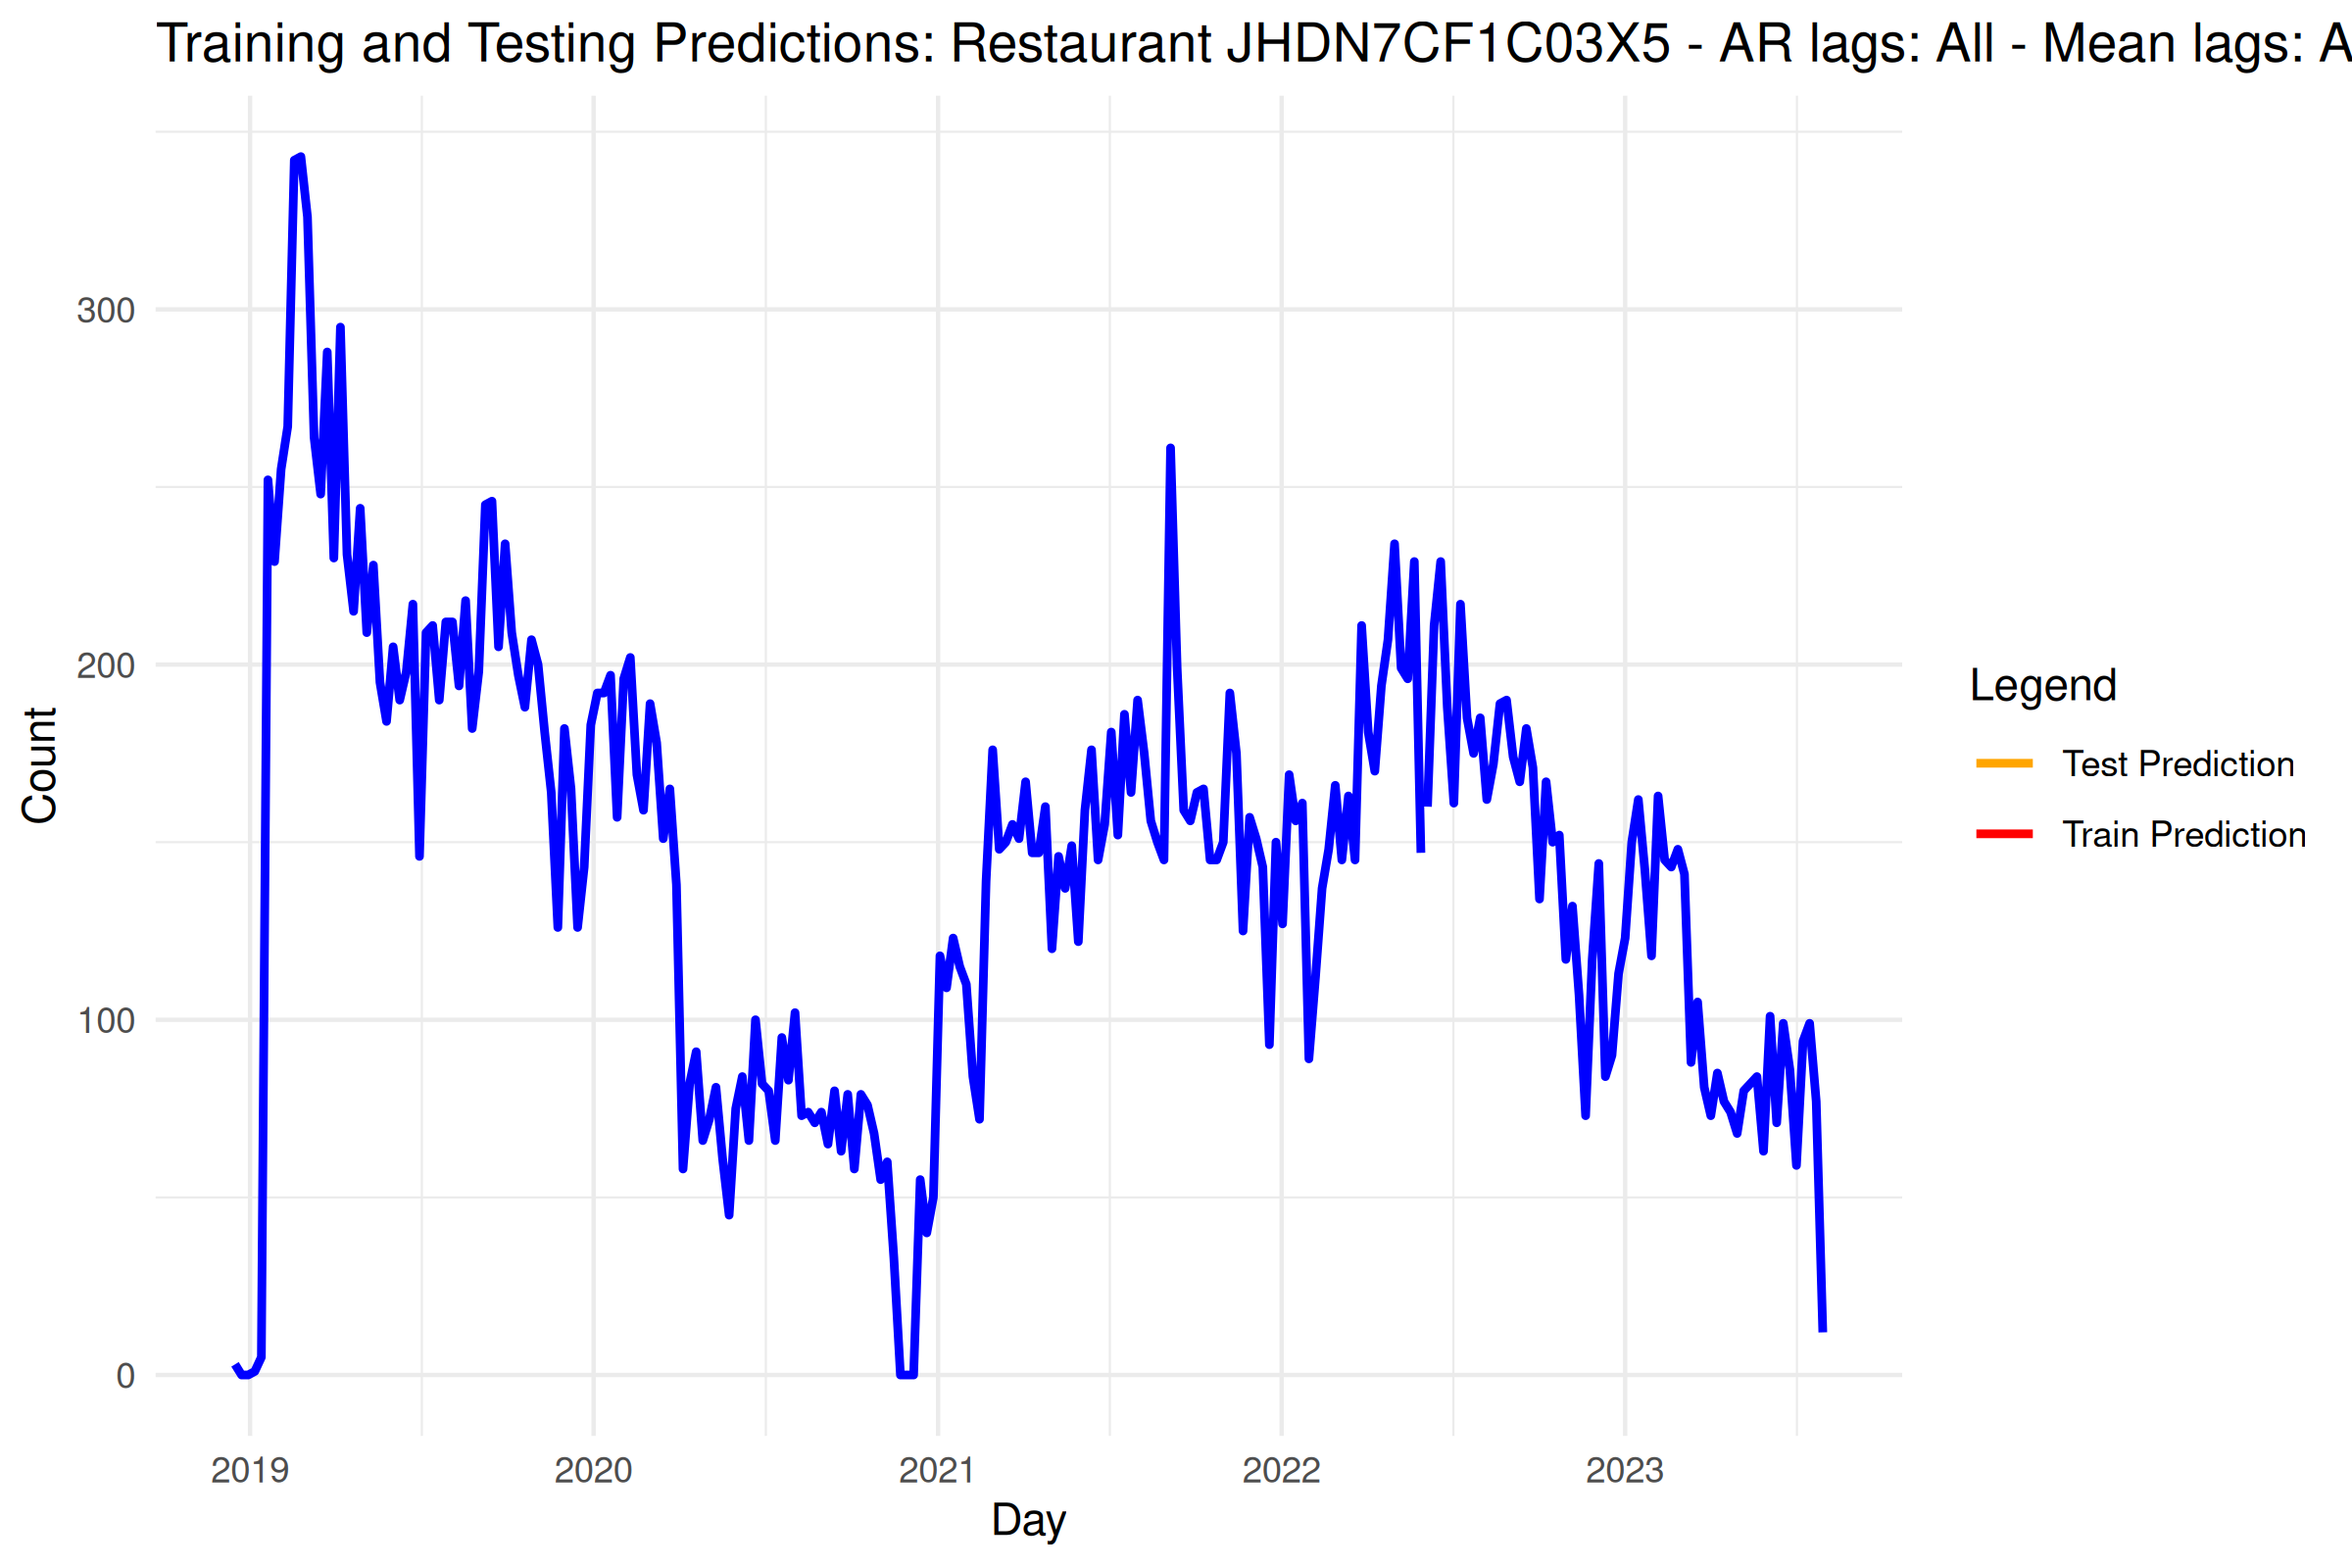 Training and Testing Predictions: Restaurant JHDN7CF1C03X5 - AR lags: All - Mean lags: A
300
200
100
0
Count
2019 2020 2021 2022 2023
Day
Legend
Test Prediction
Train Prediction